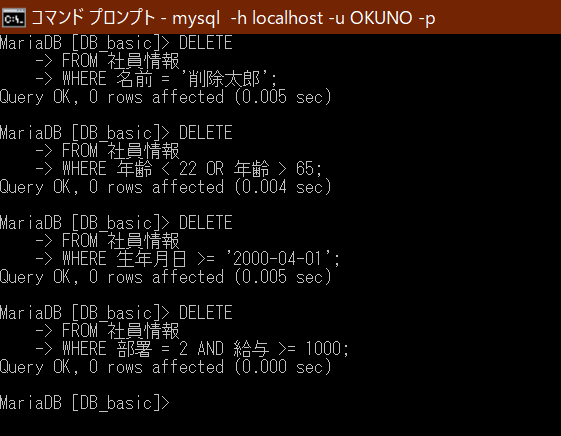 コマンド プロンプト - mysql -h localhost -u OKUNO -p
MariaDB [DB_basic]> DELETE
-> FROM 社員情報
-> WHERE 名前 = '削除太郎';
Query OK, 0 rows affected (0.005 sec)
MariaDB [DB_basic]> DELETE
-> FROM 社員情報
-> WHERE 年齢 < 22 OR 年齢 > 65;
Query OK, 0 rows affected (0.004 sec)
MariaDB [DB_basic]> DELETE
-> FROM 社員情報
-> WHERE 生年月日 >= '2000-04-01';
Query OK, 0 rows affected (0.005 sec)
MariaDB [DB_basic]> DELETE
-> FROM 社員情報
-> WHERE 部署 = 2 AND 給与 >= 1000;
Query OK, 0 rows affected (0.000 sec)
MariaDB [DB_basic]>